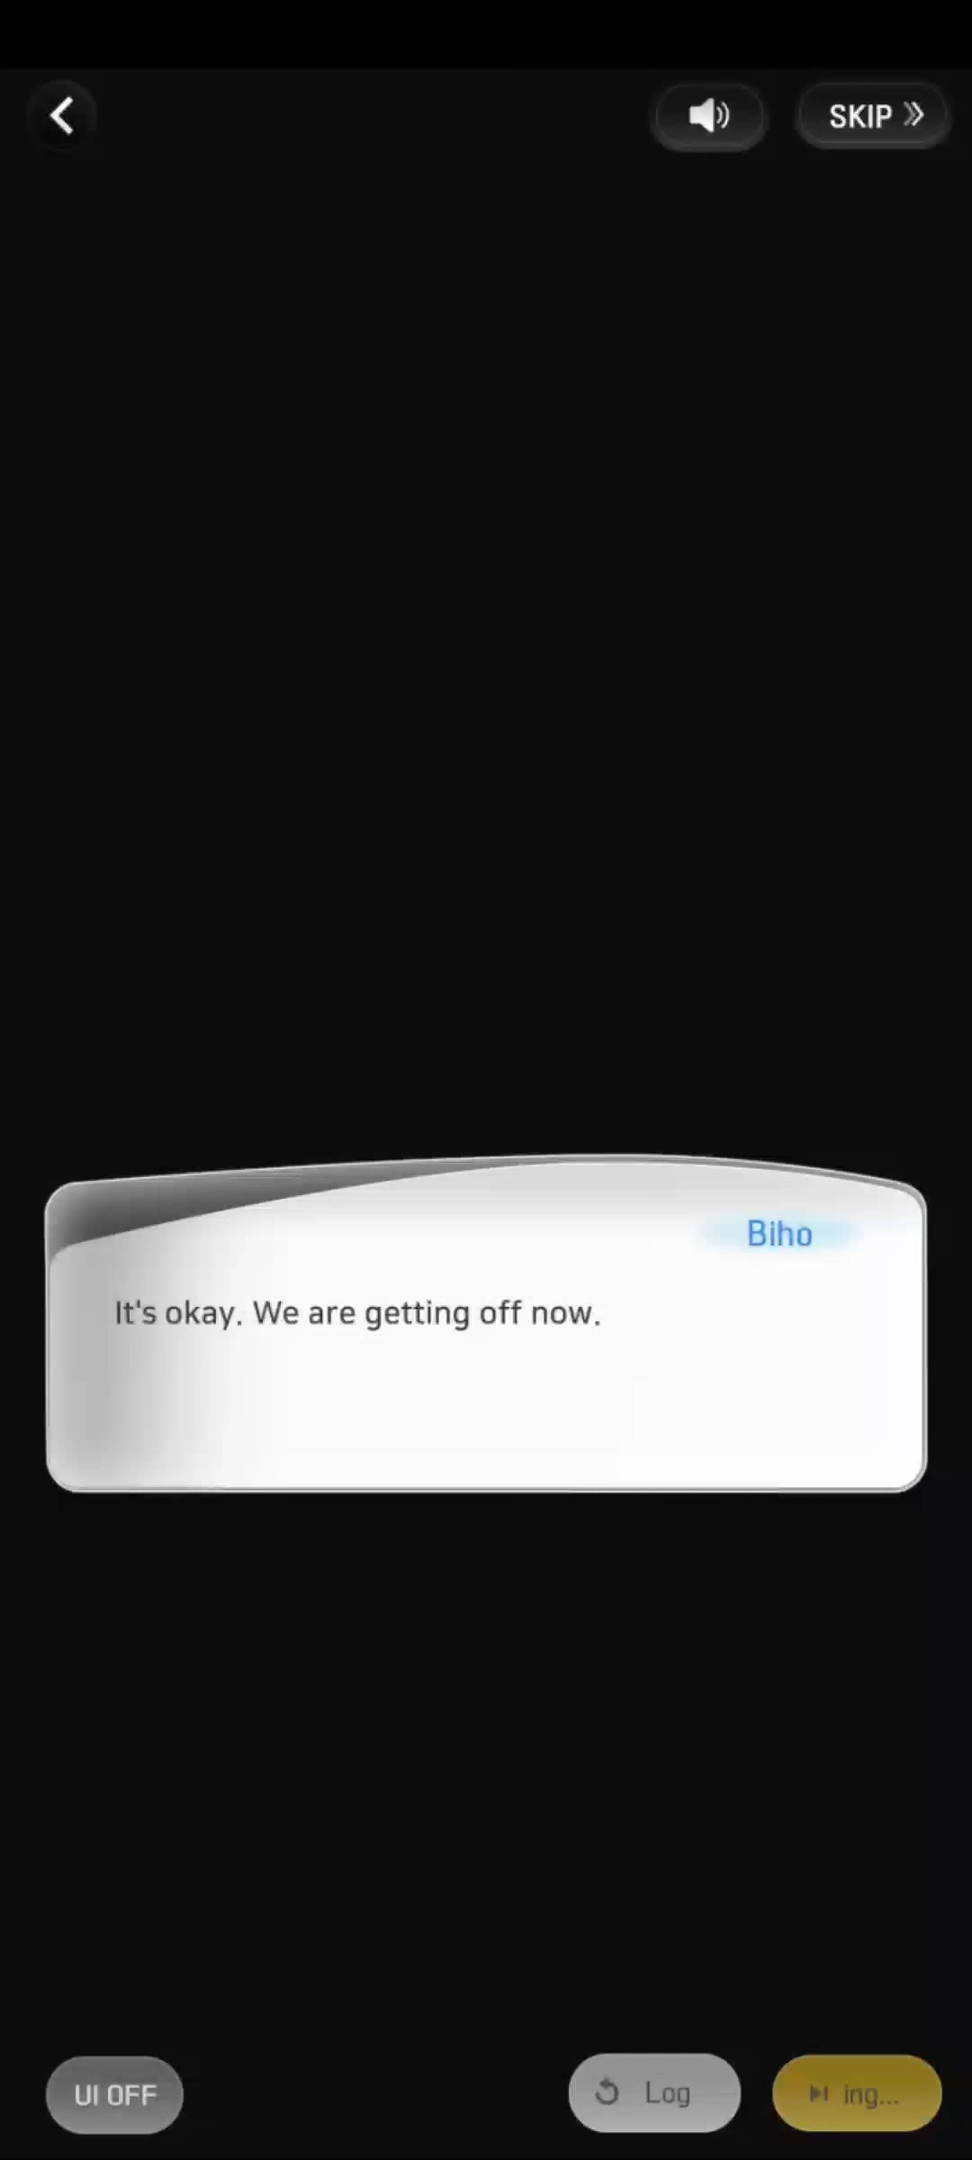 SKIP
Biho
It's okay. We are getting off now.
UI OFF
Log
ing...